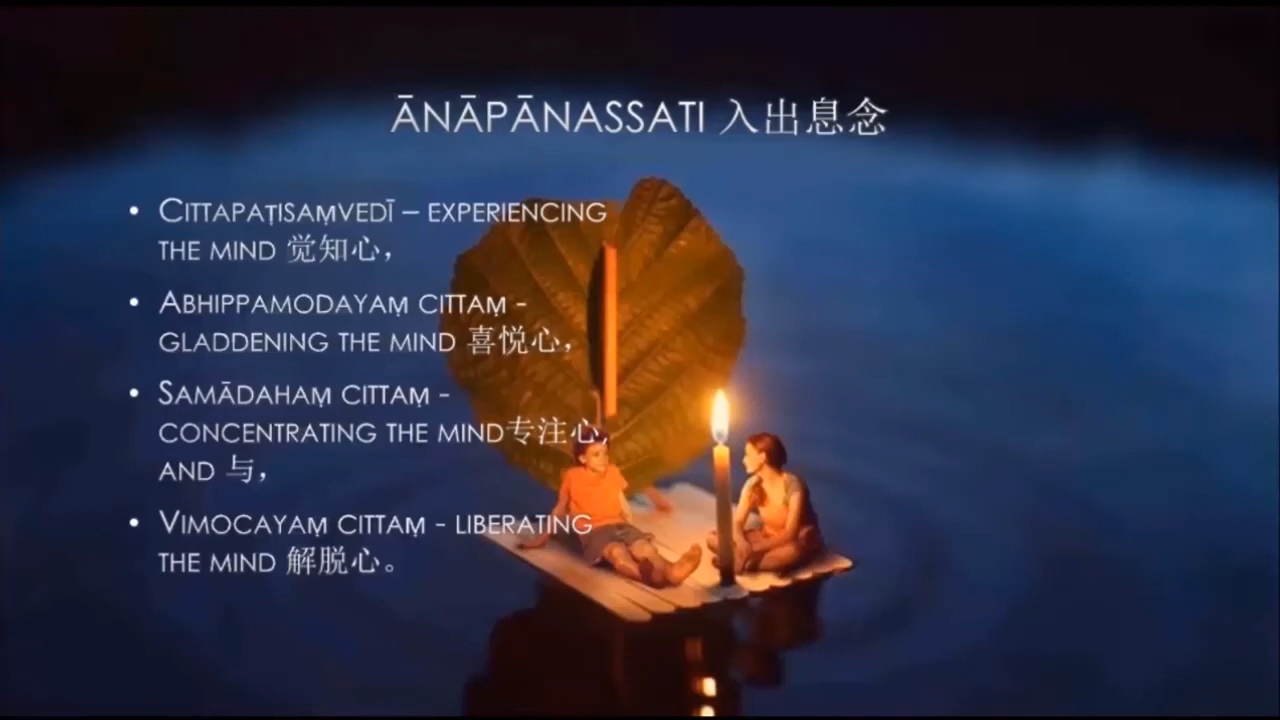 ĀNĀPĀNASSATI 入出息念
• CITTAPAṬISAṂVEDĪ – EXPERIENCING
THE MIND 觉知心，
• ABHIPPAMODAYAṂ CITTAṂ -
GLADDENING THE MIND 喜悦心，
• SAMĀDAHAṂ CITTAṂ -
CONCENTRATING THE MIND专注心，
AND 与，
• VIMOCAYAṂ CITTAṂ - LIBERATING
THE MIND 解脱心。